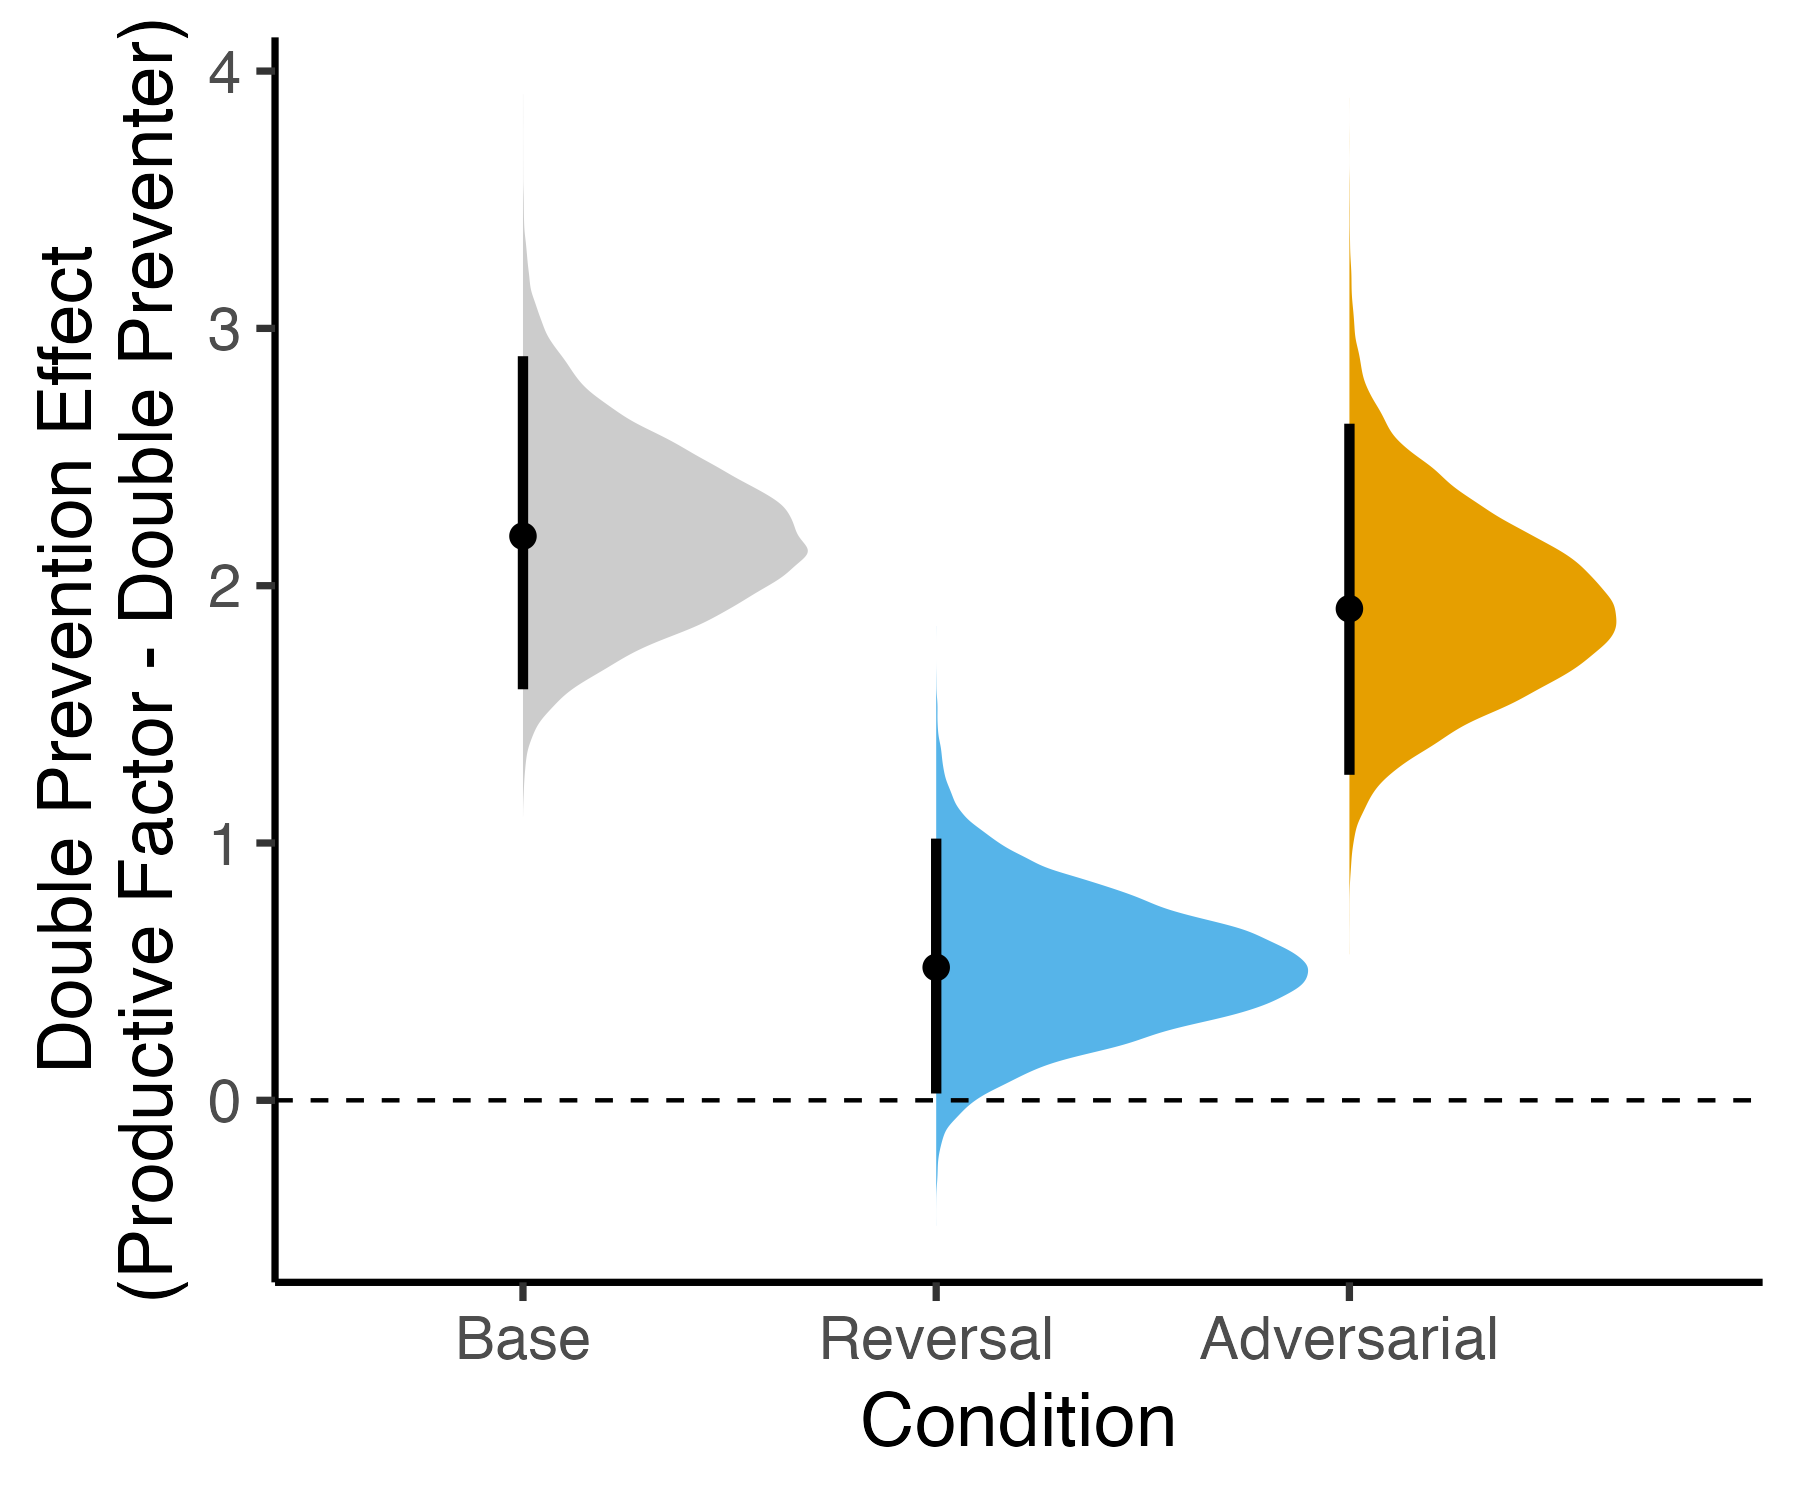 Double Prevention Effect
(Productive Factor - Double Preventer)
4
3
2
1
0
Base
Reversal
Adversarial
Condition